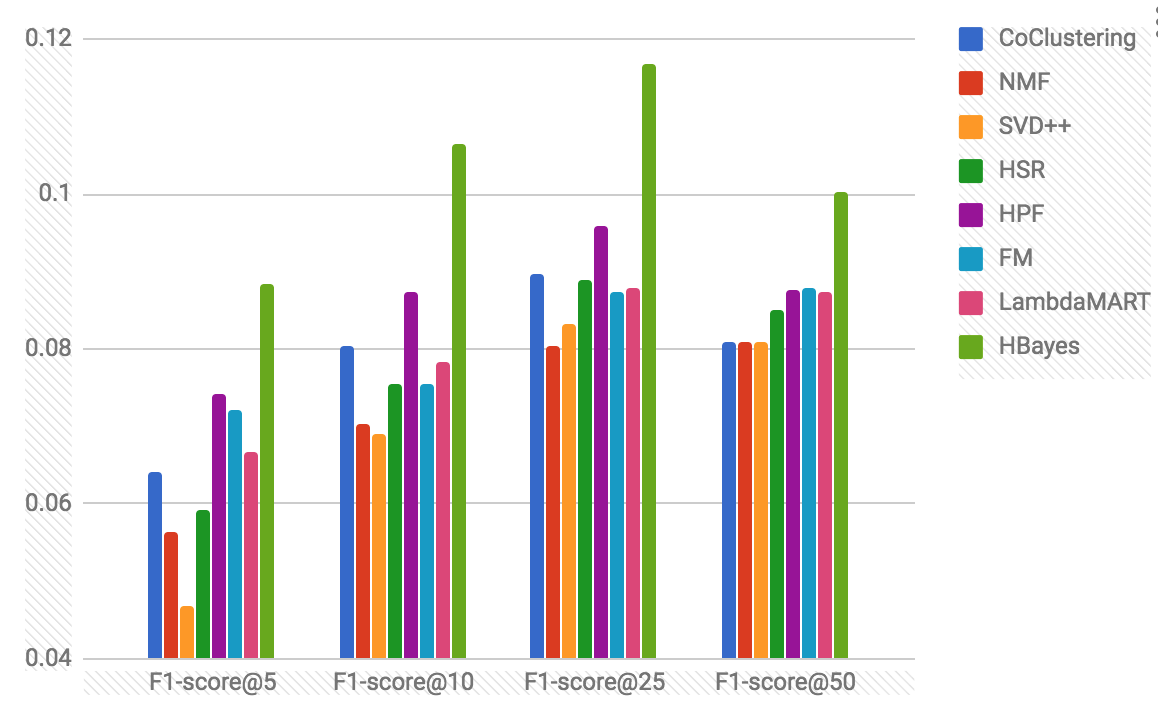 0.12
0.1
0.08
0.06
0.04
F1-score@5
F1-score@10
F1-score@25
F1-score@50
CoClustering
NMF
SVD++
HSR
HPF
FM
LambdaMART
HBayes